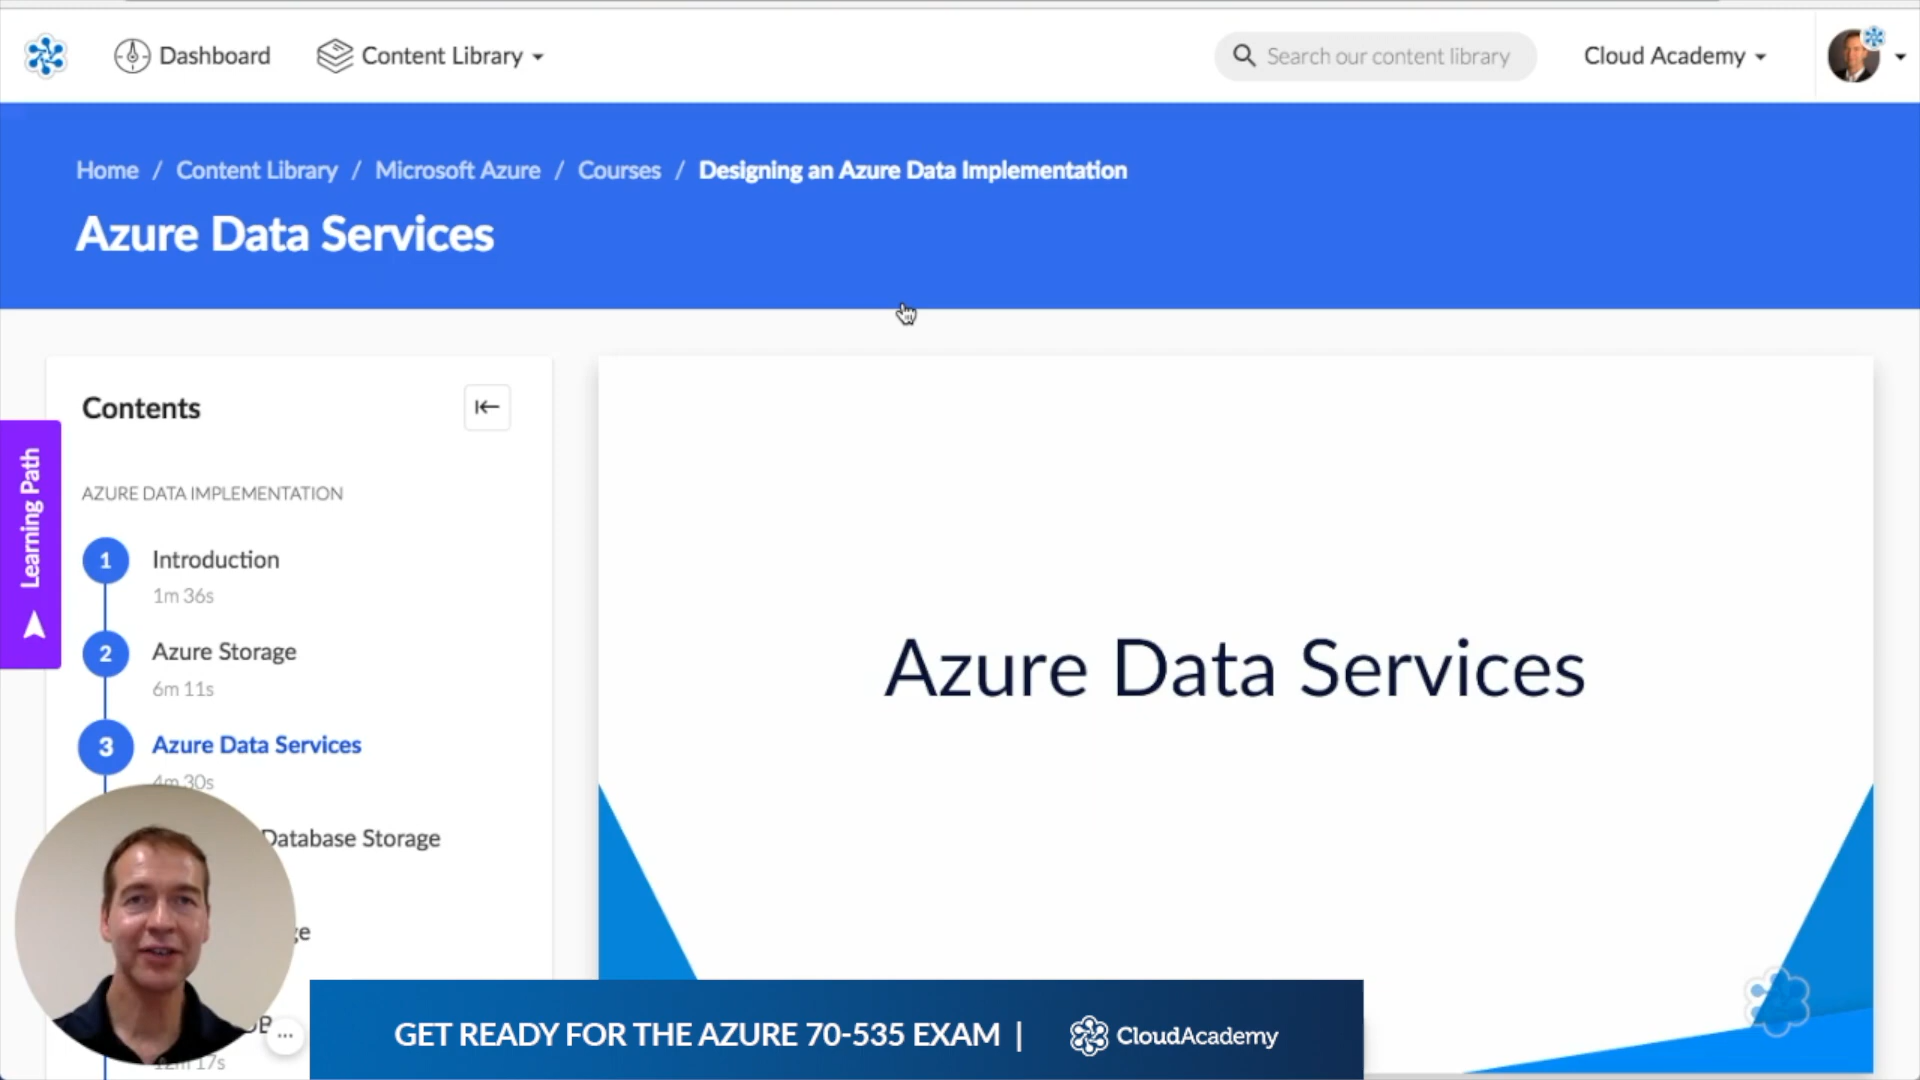 Dashboard
Content Library
Search our content library
Cloud Academy
Home / Content Library / Microsoft Azure / Courses / Designing an Azure Data Implementation
Azure Data Services
Contents
Learning Path
AZURE DATA IMPLEMENTATION
1 Introduction
1m 36s
2 Azure Storage
6m 11s
3 Azure Data Services
4m 30s
Database Storage
...
Azure Data Services
GET READY FOR THE AZURE 70-535 EXAM | CloudAcademy